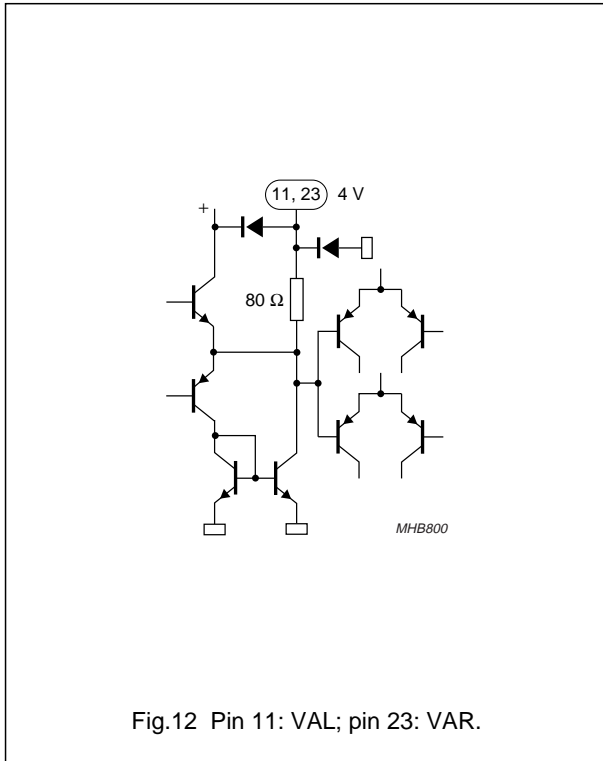 11, 23 4 V
+
80 Ω
MHB800
Fig.12 Pin 11: VAL; pin 23: VAR.